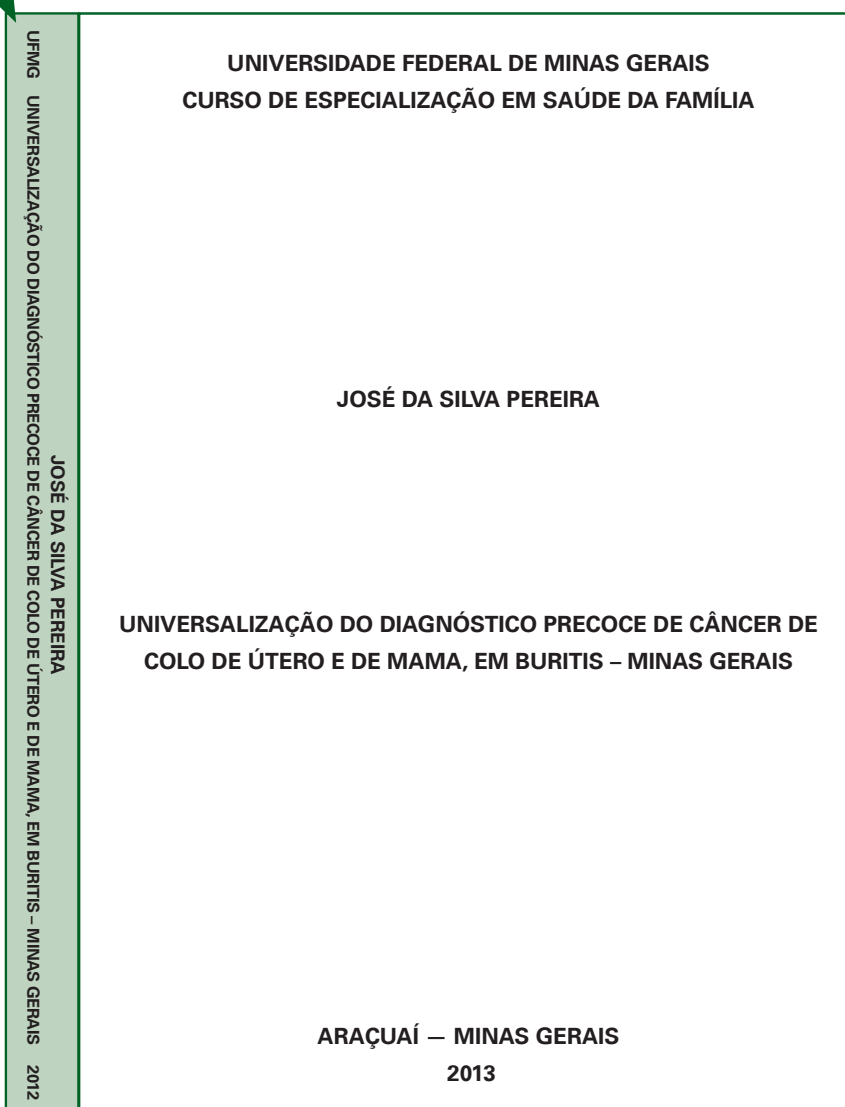 JOSÉ DA SILVA PEREIRA
UFMG UNIVERSALIZAÇÃO DO DIAGNÓSTICO PRECOCE DE CÂNCER DE COLO DE ÚTERO E DE MAMA, EM BURITIS – MINAS GERAIS 2012
UNIVERSIDADE FEDERAL DE MINAS GERAIS
CURSO DE ESPECIALIZAÇÃO EM SAÚDE DA FAMÍLIA
JOSÉ DA SILVA PEREIRA
UNIVERSALIZAÇÃO DO DIAGNÓSTICO PRECOCE DE CÂNCER DE
COLO DE ÚTERO E DE MAMA, EM BURITIS – MINAS GERAIS
ARAÇUAÍ — MINAS GERAIS
2013